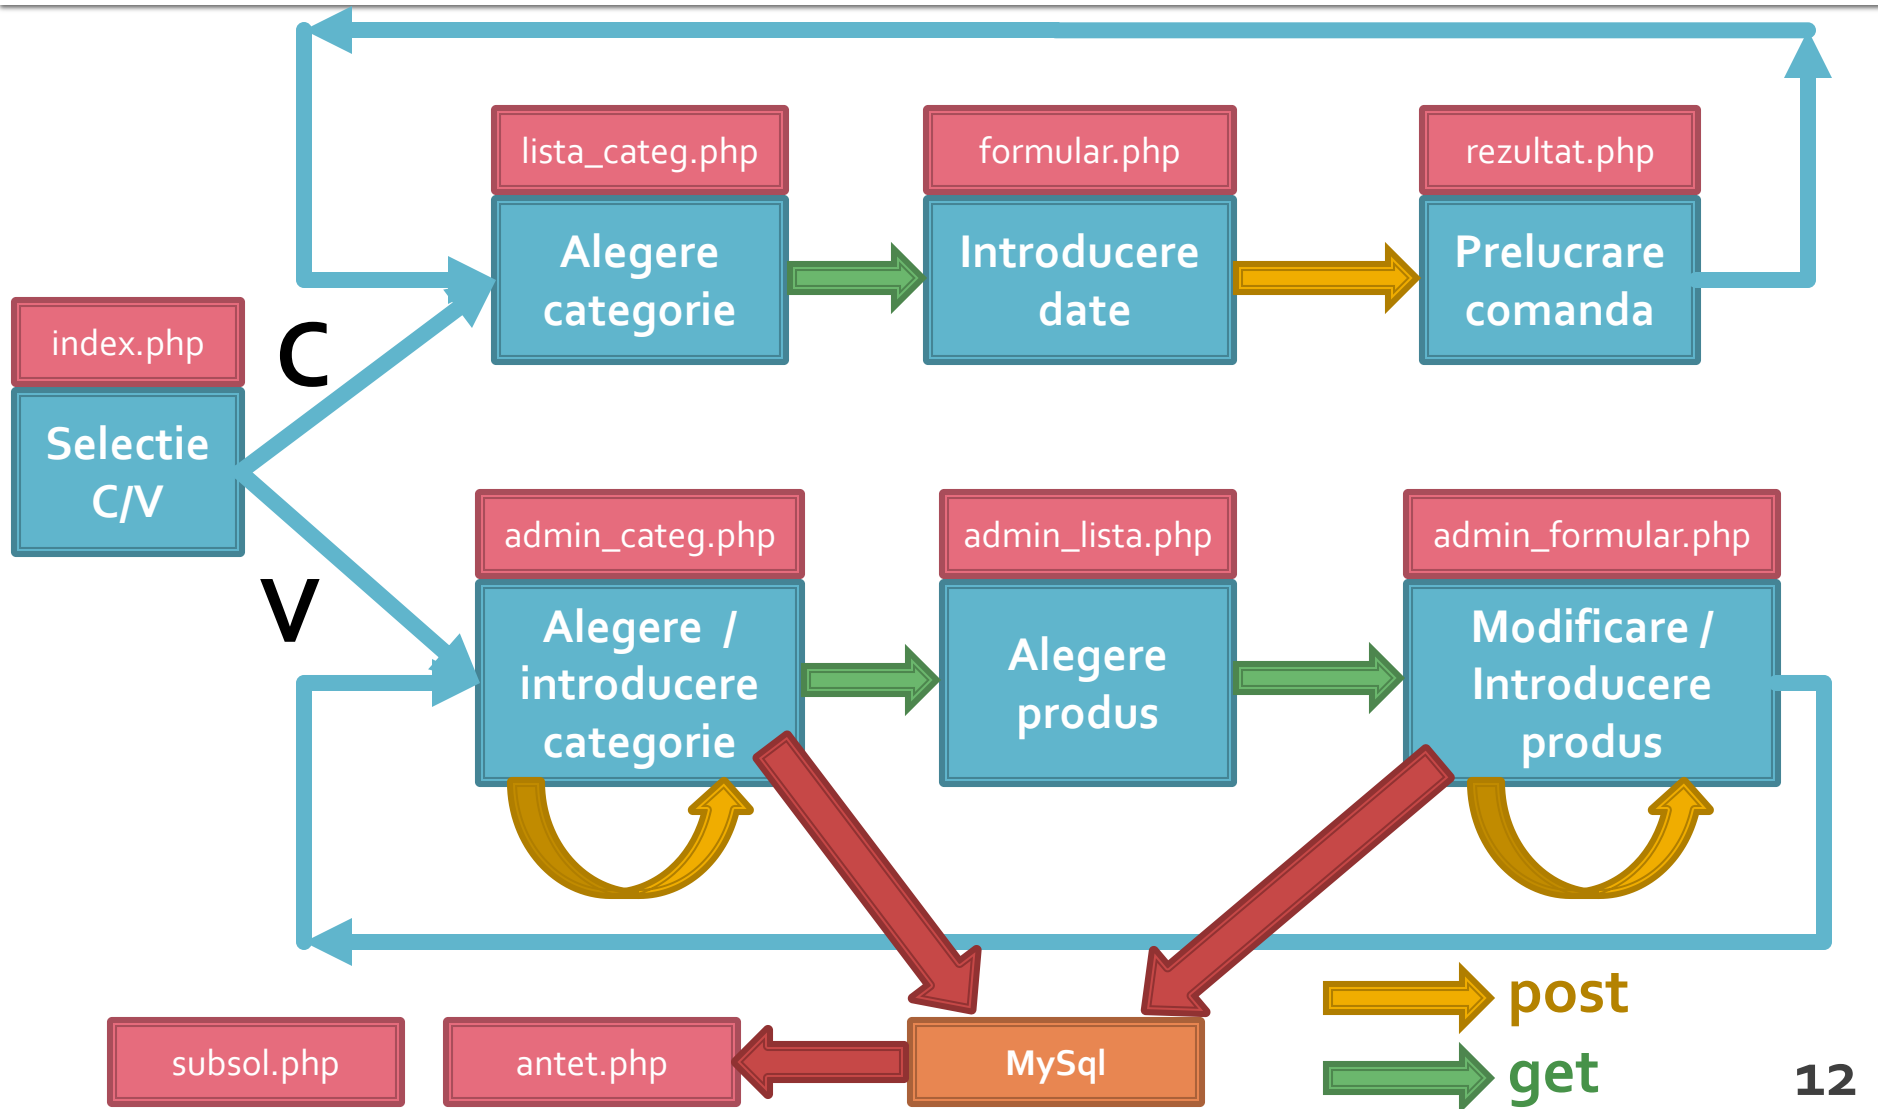 lista_categ.php
Alegere
categorie
formular.php
Introducere
date
rezultat.php
Prelucrare
comanda
index.php
Selectie
C/V
C
V
admin_categ.php
Alegere /
introducere
categorie
admin_lista.php
Alegere
produs
admin_formular.php
Modificare /
Introducere
produs
subsol.php
antet.php
MySql
post
get
12